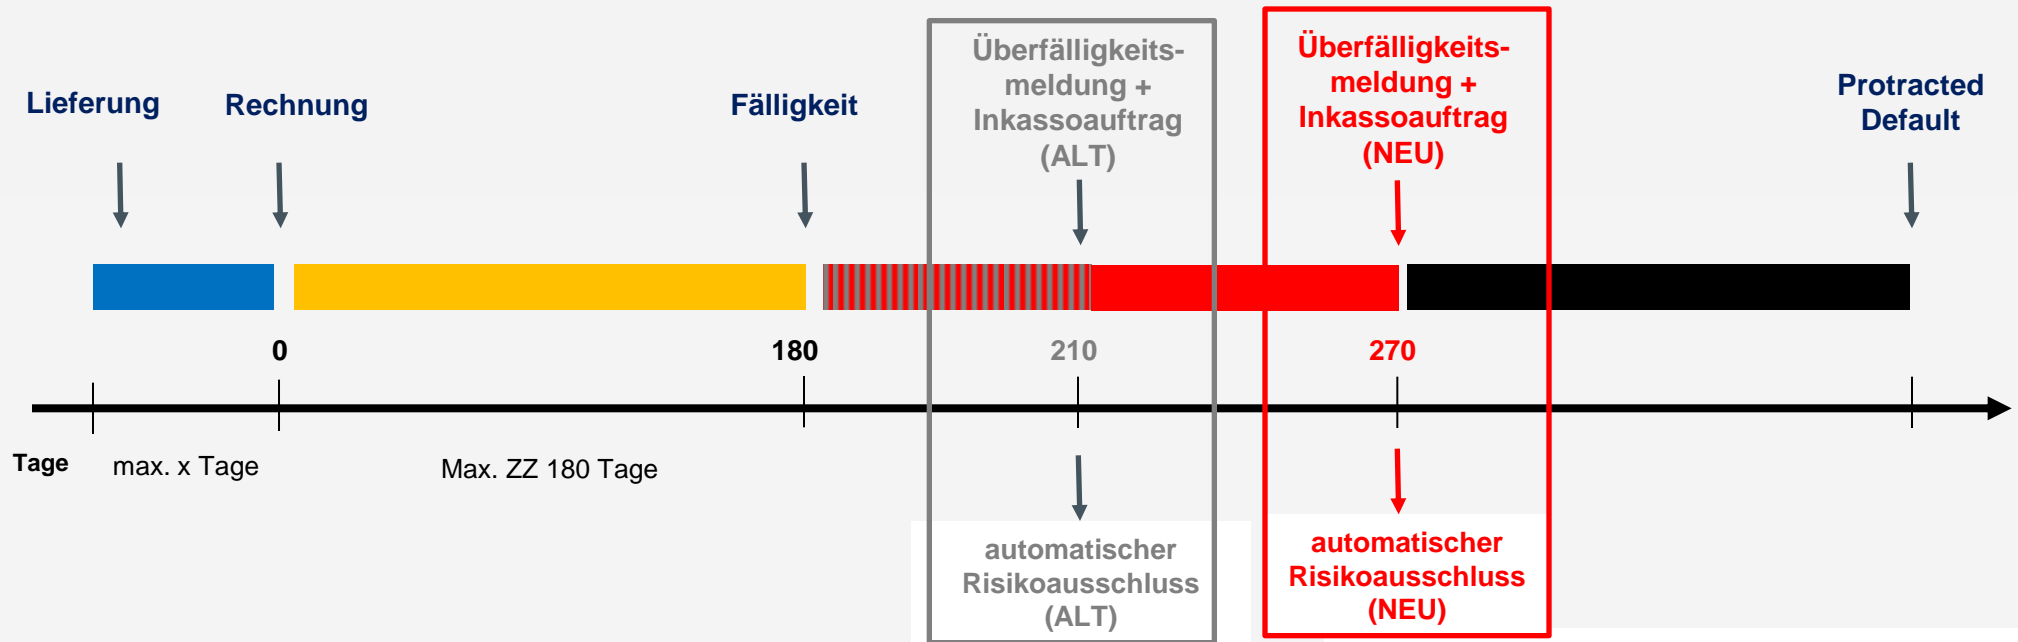 Lieferung
Rechnung
Fälligkeit
Überfälligkeits-
meldung +
Inkassoauftrag
(ALT)
Überfälligkeits-
meldung +
Inkassoauftrag
(NEU)
Protracted
Default
0
180
210
270
Tage
max. x Tage
Max. ZZ 180 Tage
automatischer
Risikoausschluss
(ALT)
automatischer
Risikoausschluss
(NEU)